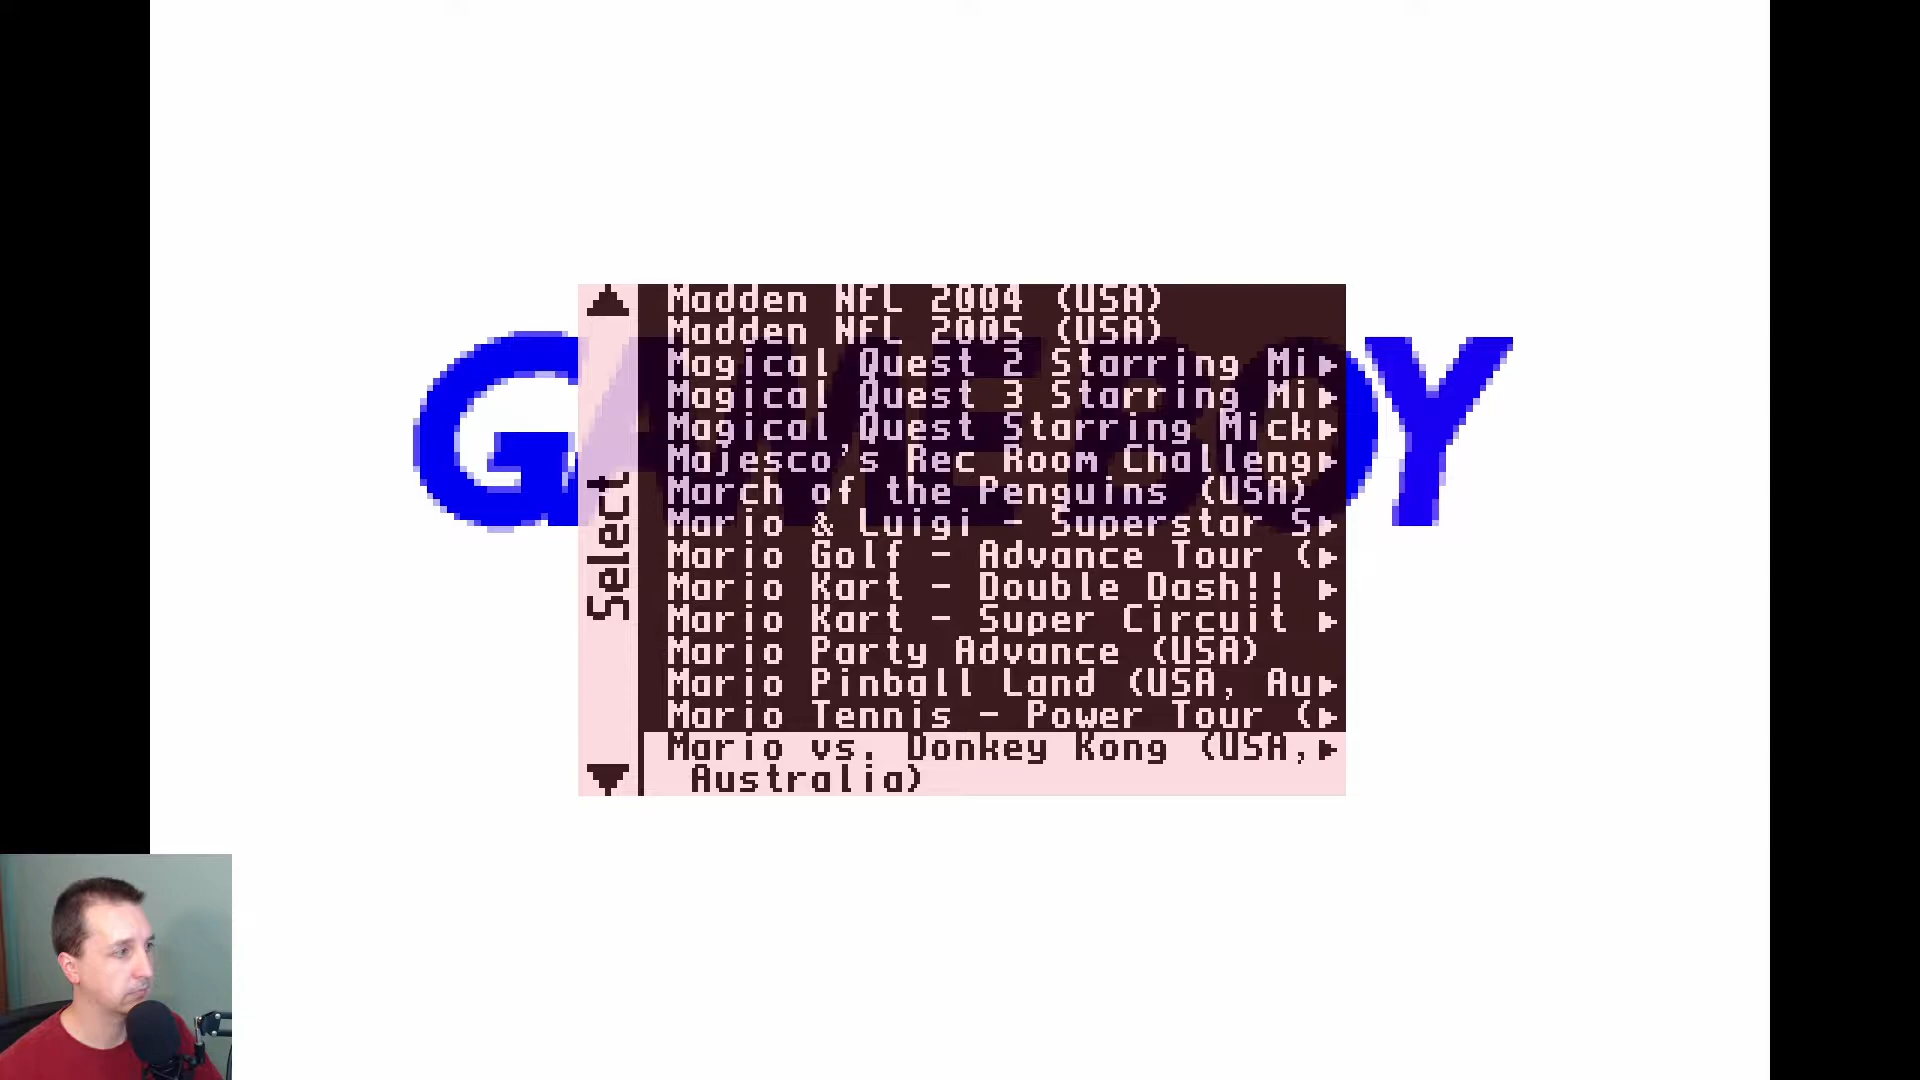 GAMEBOY
Select
Madden NFL 2004 (USA)
Madden NFL 2005 (USA)
Magical Quest 2 Starring Mi
Magical Quest 3 Starring Mi
Magical Quest Starring Mick
Majesco's Rec Room Challeng
March of the Penguins (USA)
Mario & Luigi - Superstar S
Mario Golf - Advance Tour (
Mario Kart - Double Dash!!
Mario Kart - Super Circuit
Mario Party Advance (USA)
Mario Pinball Land (USA, Au
Mario Tennis - Power Tour (
Mario vs. Donkey Kong (USA,
Australia)